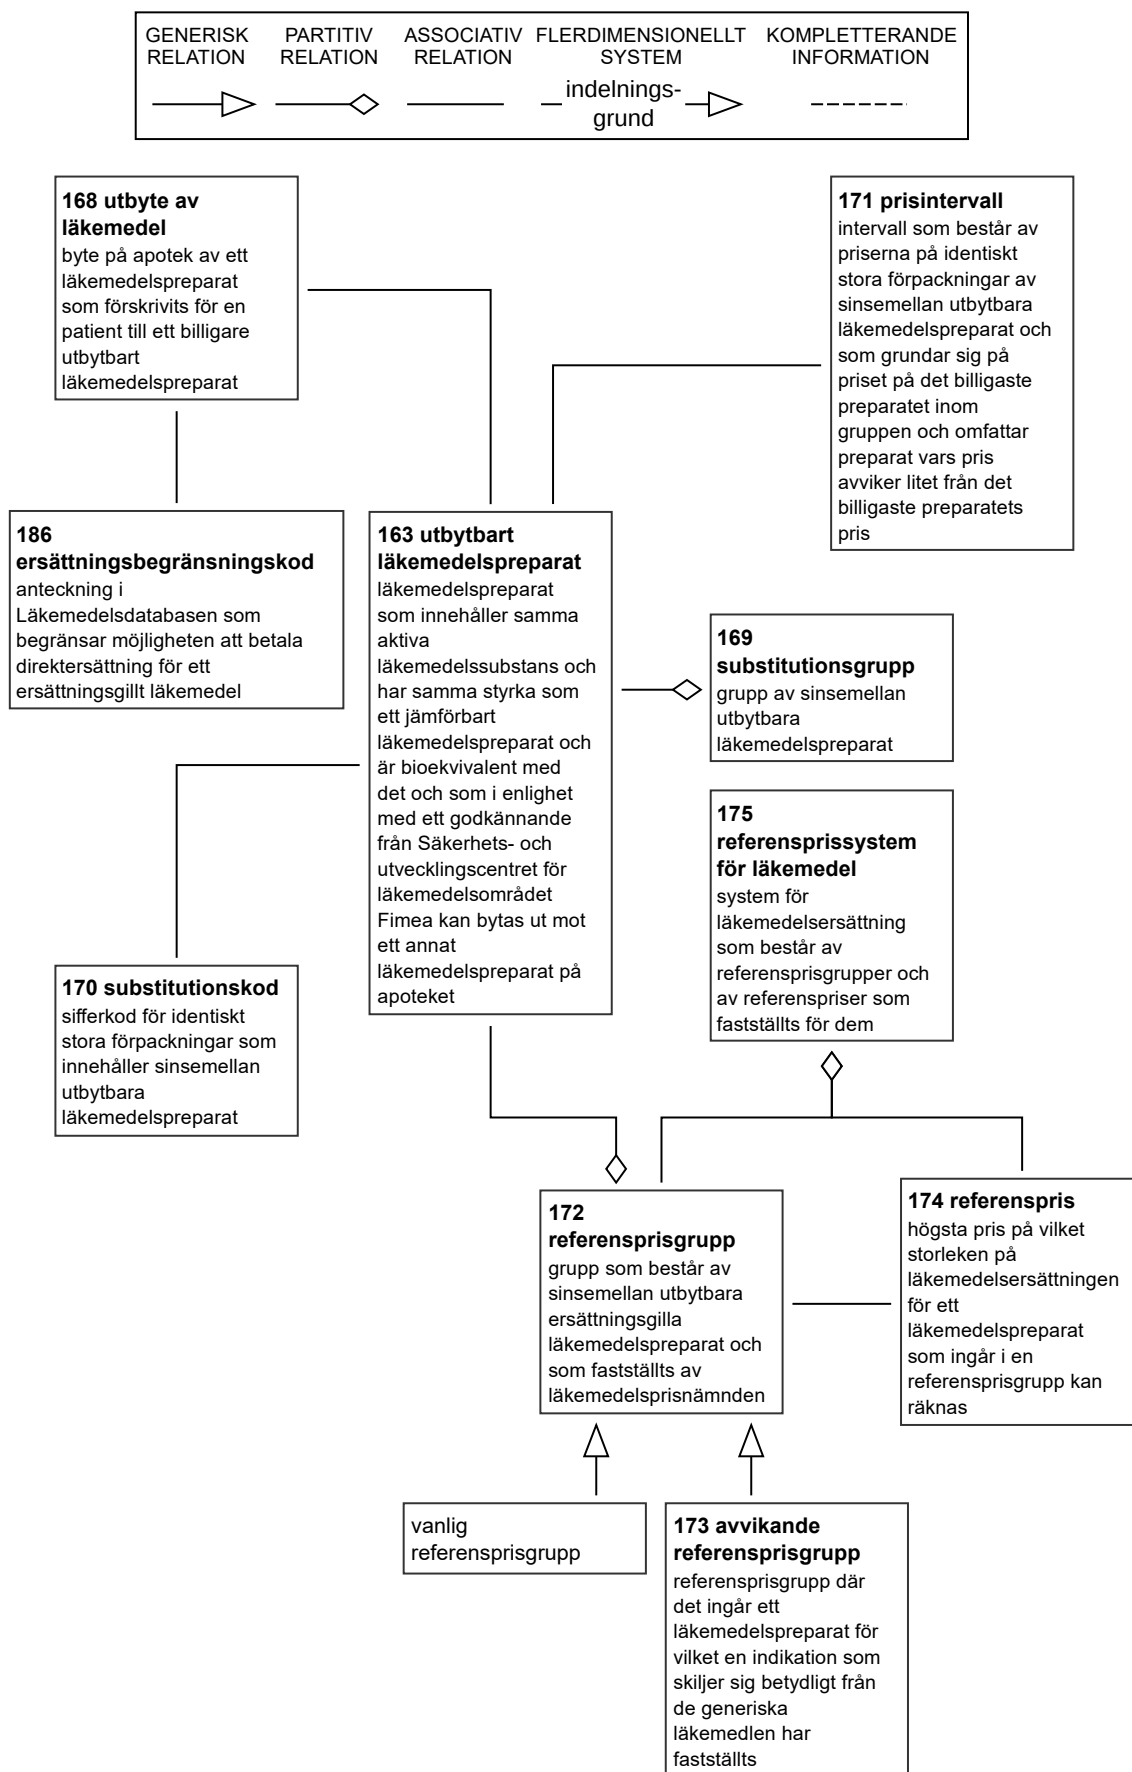 GENERISK
RELATION
PARTITIV
RELATION
ASSOCIATIV
RELATION
FLERDIMENSIONELLT
SYSTEM
indelnings-
grund
KOMPLETTERANDE
INFORMATION
168 utbyte av
läkemedel
byte på apotek av ett
läkemedelspreparat
som förskrivits för en
patient till ett billigare
utbytbart
läkemedelspreparat
171 prisintervall
intervall som består av
priserna på identiskt
stora förpackningar av
sinsemellan utbytbara
läkemedelspreparat och
som grundar sig på
priset på det billigaste
preparatet inom
gruppen och omfattar
preparat vars pris
avviker litet från det
billigaste preparatets
pris
186
ersättningsbegränsningskod
anteckning i
Läkemedelsdatabasen som
begränsar möjligheten att betala
direktersättning för ett
ersättningsgillt läkemedel
163 utbytbart
läkemedelspreparat
läkemedelspreparat
som innehåller samma
aktiva
läkemedelssubstans och
har samma styrka som
ett jämförbart
läkemedelspreparat och
är bioekvivalent med
det och som i enlighet
med ett godkännande
från Säkerhets- och
utvecklingscentret för
läkemedelsområdet
Fimea kan bytas ut mot
ett annat
läkemedelspreparat på
apoteket
169
substitutionsgrupp
grupp av sinsemellan
utbytbara
läkemedelspreparat
175
referensprissystem
för läkemedel
system för
läkemedelsersättning
som består av
referensprisgrupper och
av referenspriser som
fastställts för dem
170 substitutionskod
sifferkod för identiskt
stora förpackningar som
innehåller sinsemellan
utbytbara
läkemedelspreparat
172
referensprisgrupp
grupp som består av
sinsemellan utbytbara
ersättningsgilla
läkemedelspreparat och
som fastställts av
läkemedelsprisnämnden
174 referenspris
högsta pris på vilket
storleken på
läkemedelsersättningen
för ett
läkemedelspreparat
som ingår i en
referensprisgrupp kan
räknas
vanlig
referensprisgrupp
173 avvikande
referensprisgrupp
referensprisgrupp där
det ingår ett
läkemedelspreparat för
vilket en indikation som
skiljer sig betydligt från
de generiska
läkemedlen har
fastställts